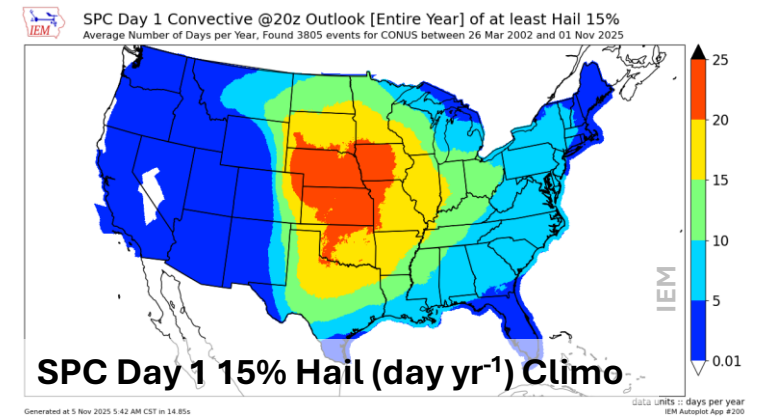 IEM
SPC Day 1 Convective @20z Outlook [Entire Year] of at least Hail 15%
Average Number of Days per Year, Found 3805 events for CONUS between 26 Mar 2002 and 01 Nov 2025
25
20
15
10
5
0.01
IEM
SPC Day 1 15% Hail (day yr⁻¹) Climo
data units :: days per year
Generated at 5 Nov 2025 5:42 AM CST in 14.85s
IEM Autoplot App #200